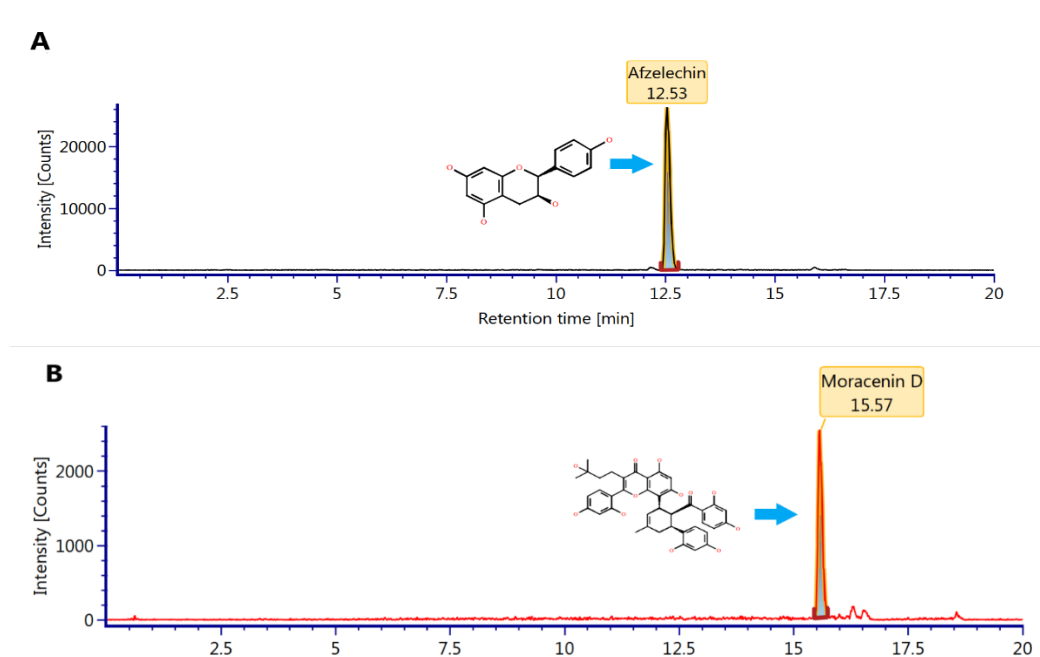 A
Afzelechin
12.53
Intensity [Counts]
20000
10000
0
O
O
O
O
O
2.5 5 7.5 10 12.5 15 17.5 20
Retention time [min]
B
Moracenin D
15.57
Intensity [Counts]
2000
1000
0
O
O
O
O
O
O
O
O
O
O
O
2.5 5 7.5 10 12.5 15 17.5 20